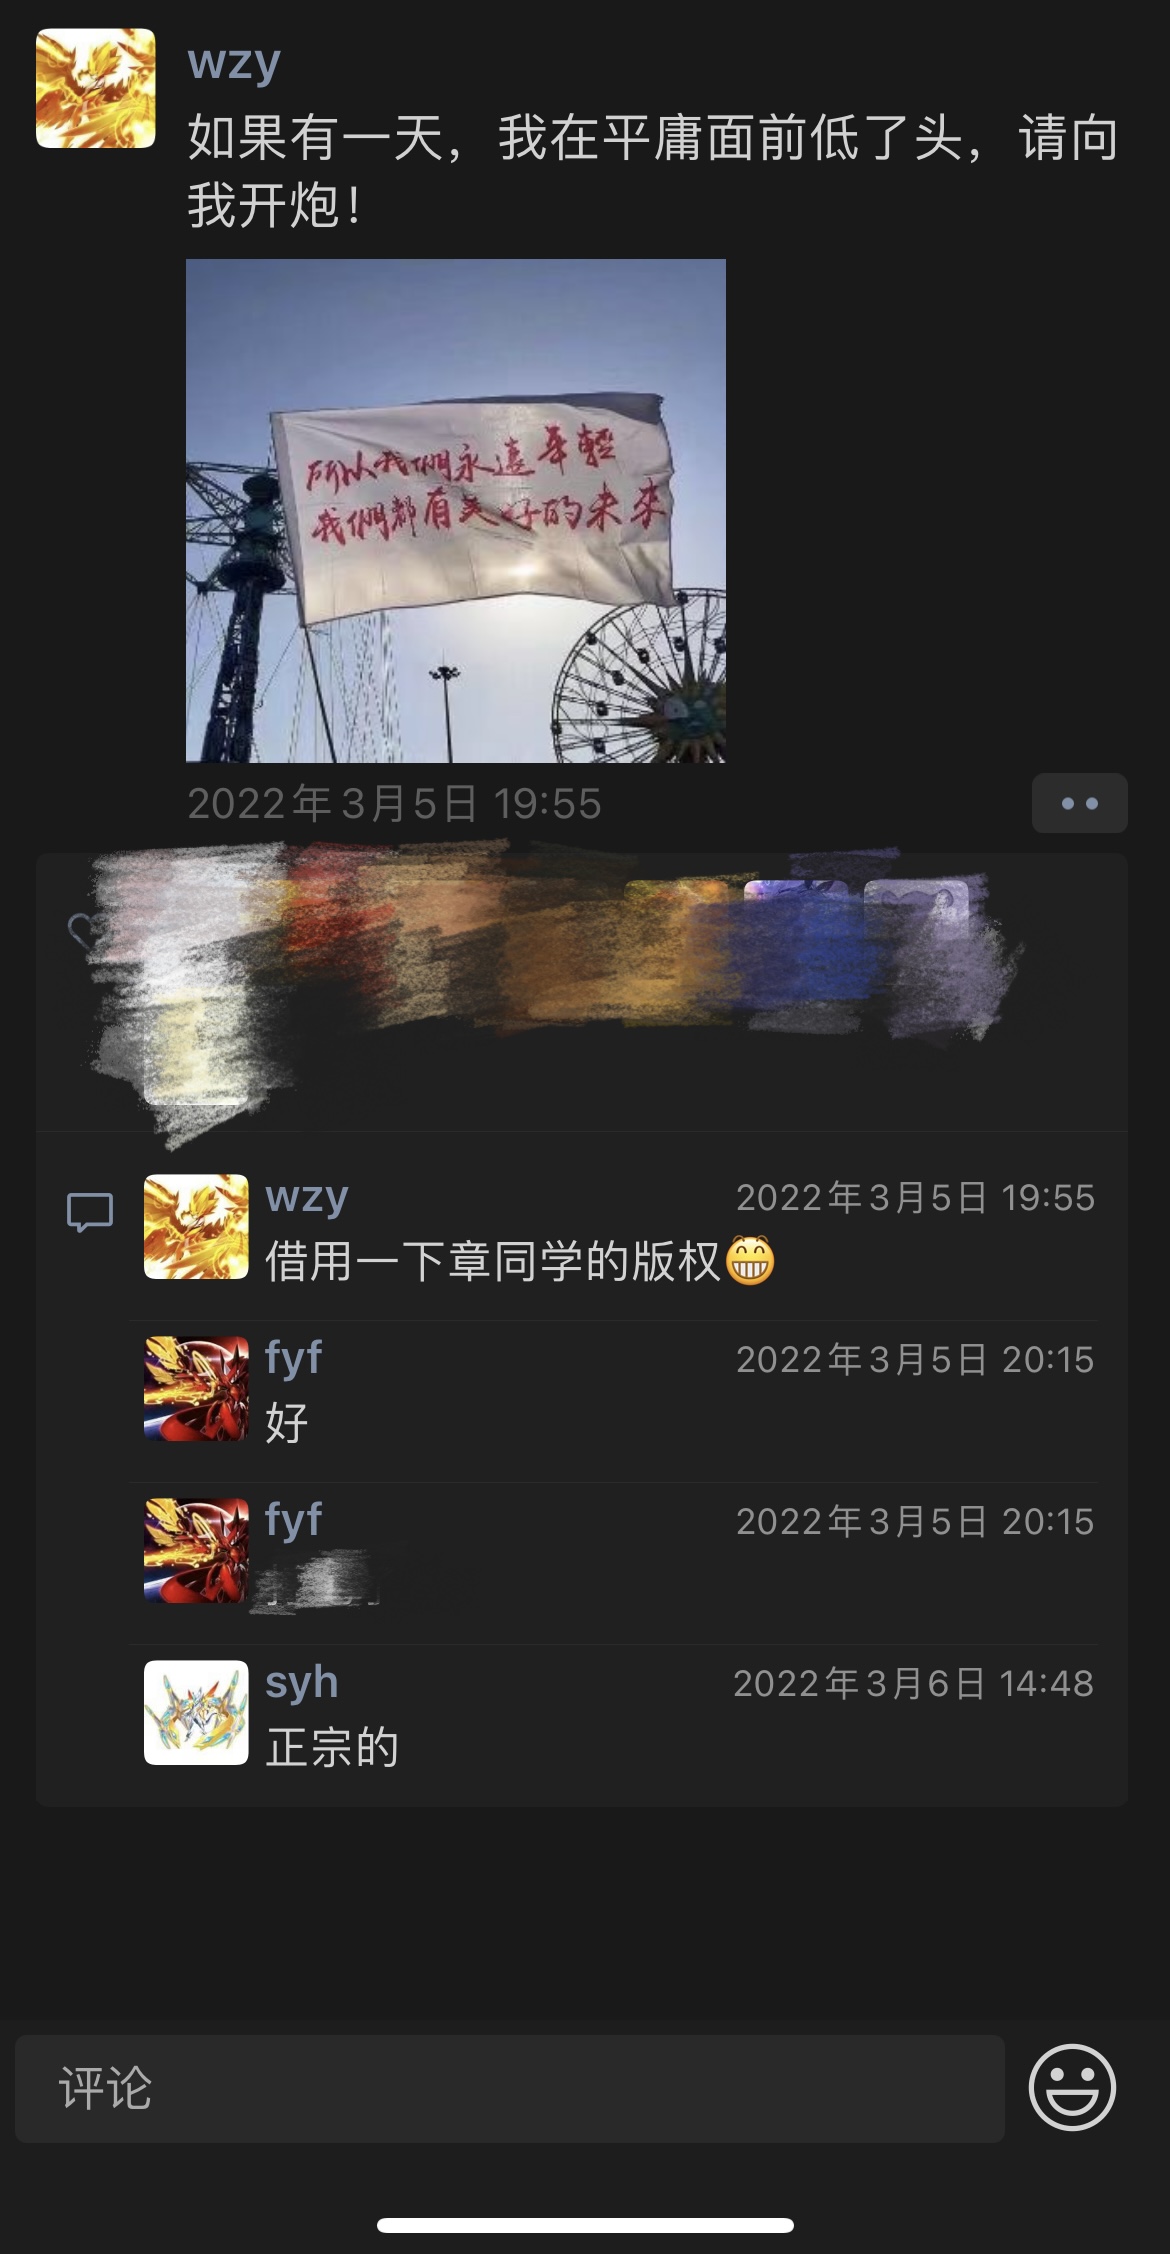 wzy
如果有一天，我在平庸面前低了头，请向
我开炮！
所以我們永遠年輕
我們都有美好的未來
2022年3月5日 19:55
wzy
2022年3月5日 19:55
借用一下章同学的版权😁
fyf
2022年3月5日 20:15
好
fyf
2022年3月5日 20:15
syh
2022年3月6日 14:48
正宗的
评论